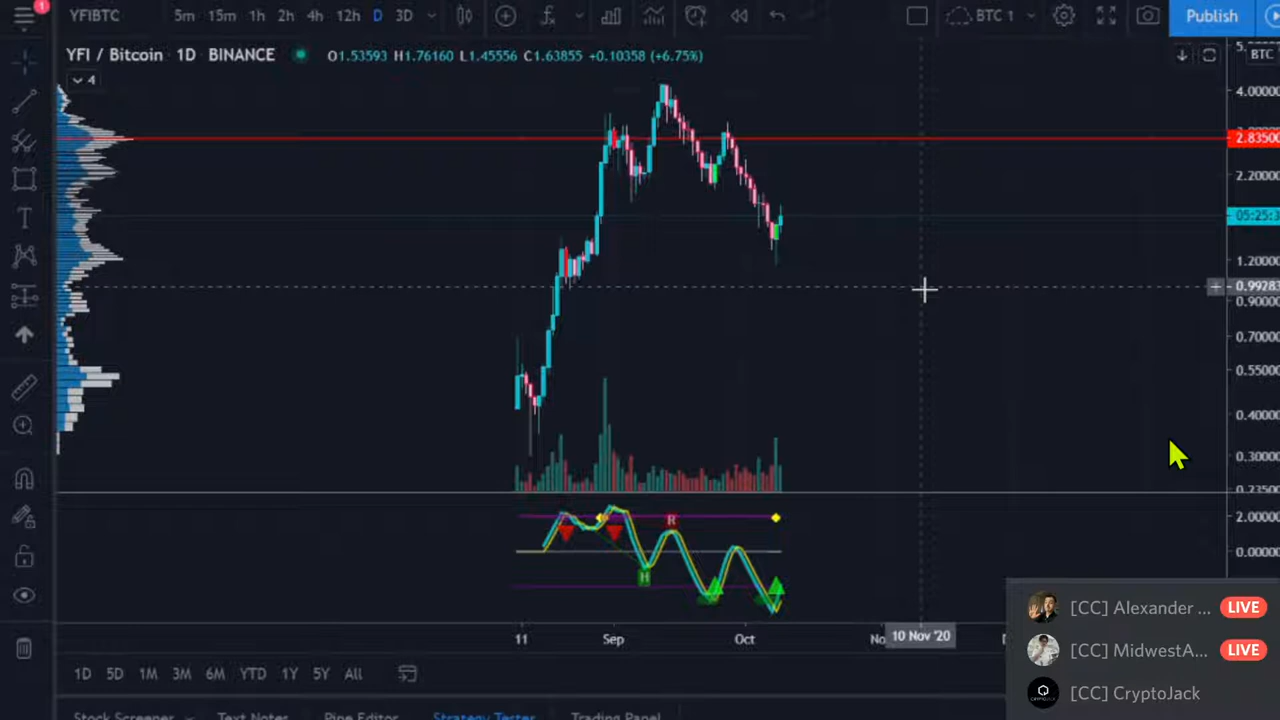 1
YFIBTC 5m 15m 1h 2h 4h 12h D 3D BTC 1 Publish
YFI / Bitcoin 1D BINANCE O1.53593 H1.76160 L1.45556 C1.63855 +0.10358 (+6.75%)
BTC
4
4.00000
2.83500
2.20000
1.20000
0.99283
0.90000
0.70000
0.55000
0.40000
0.30000
R
2.00000
0.00000
H
11 Sep Oct 10 Nov '20
1D 5D 1M 3M 6M YTD 1Y 5Y All
Stock Screener Text Notes Pine Editor Strategy Tester Trading Panel
[CC] Alexander ... LIVE
[CC] MidwestA... LIVE
[CC] CryptoJack